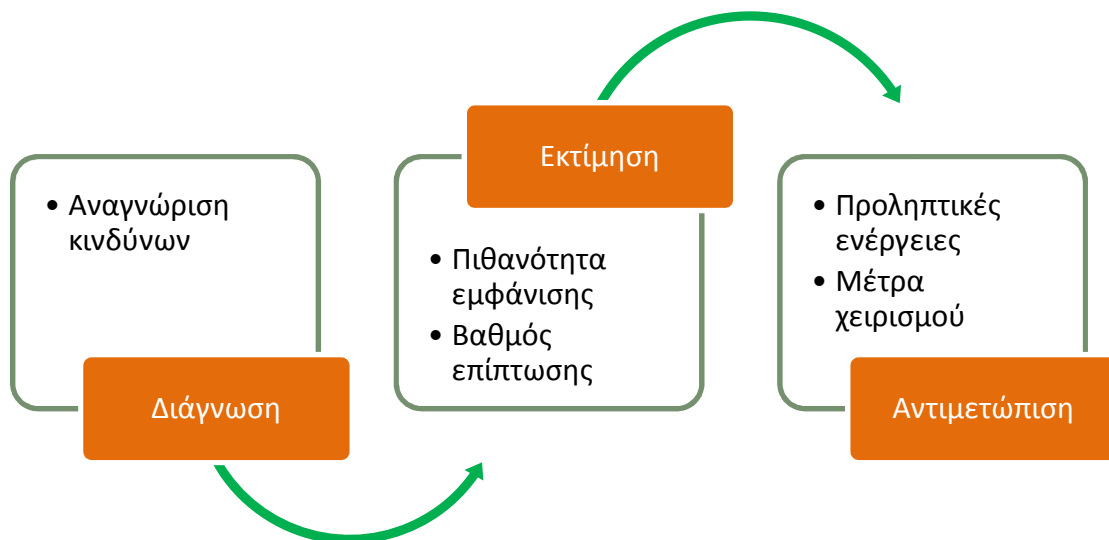 • Αναγνώριση
κινδύνων
Διάγνωση
Εκτίμηση
• Πιθανότητα
εμφάνισης
• Βαθμός
επίπτωσης
• Προληπτικές
ενέργειες
• Μέτρα
χειρισμού
Αντιμετώπιση